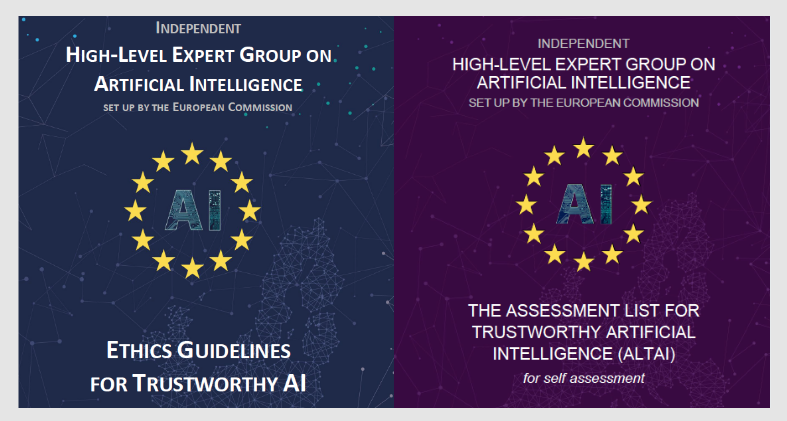 INDEPENDENT
HIGH-LEVEL EXPERT GROUP ON
ARTIFICIAL INTELLIGENCE
SET UP BY THE EUROPEAN COMMISSION
AI
ETHICS GUIDELINES
FOR TRUSTWORTHY AI
INDEPENDENT
HIGH-LEVEL EXPERT GROUP ON
ARTIFICIAL INTELLIGENCE
SET UP BY THE EUROPEAN COMMISSION
AI
THE ASSESSMENT LIST FOR
TRUSTWORTHY ARTIFICIAL
INTELLIGENCE (ALTAI)
for self assessment